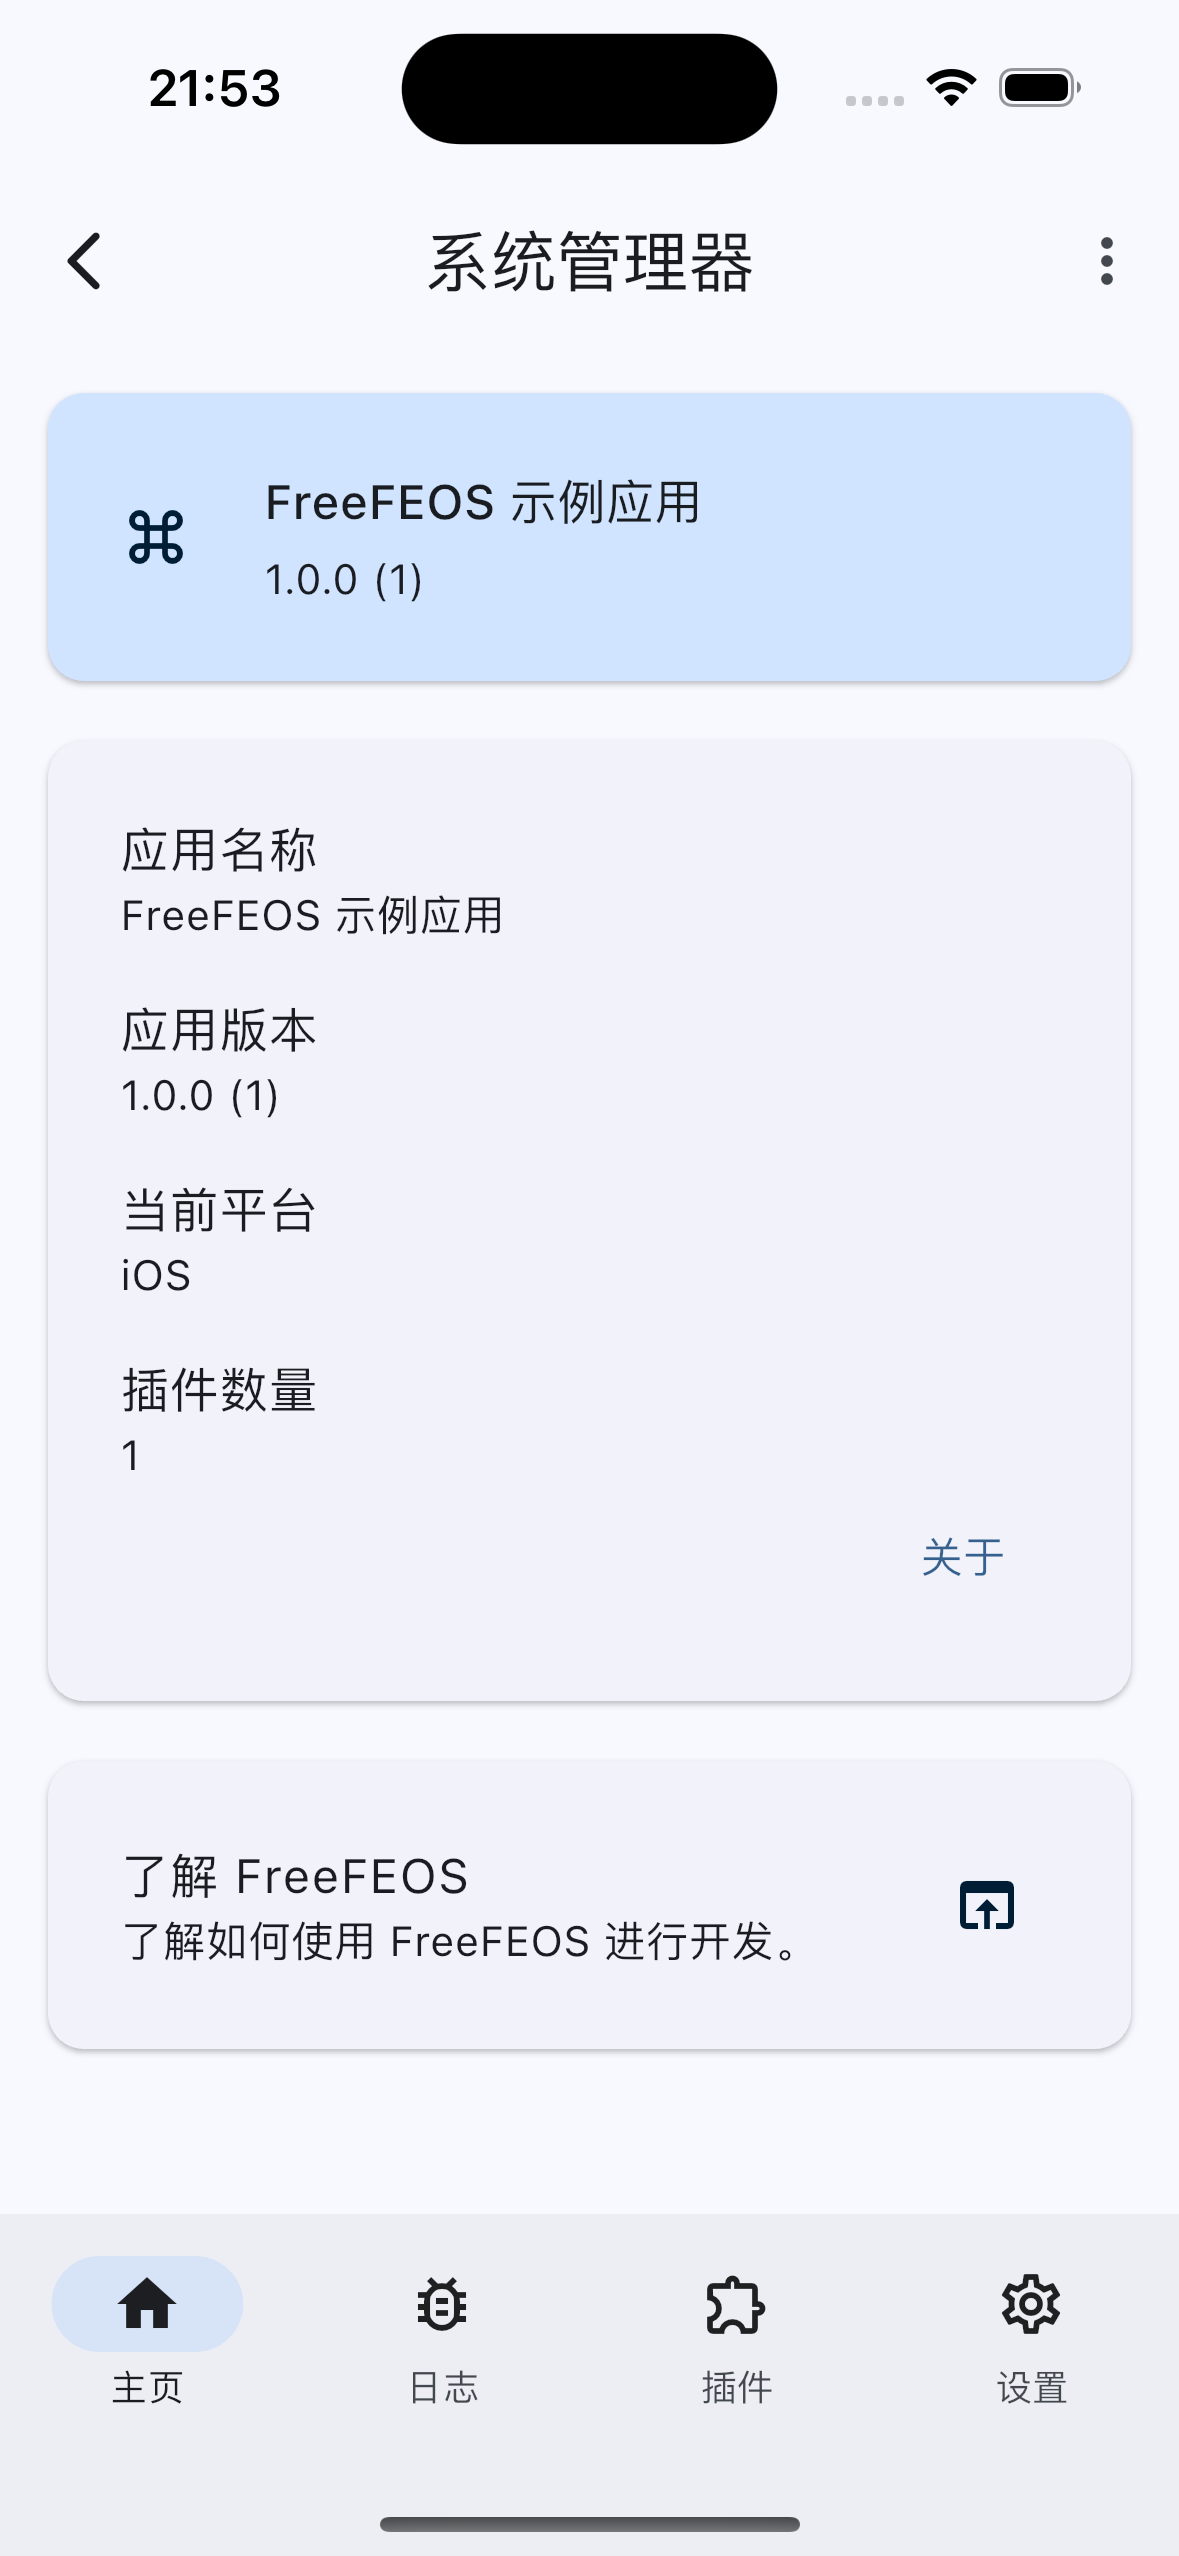 21:53
系统管理器
FreeFEOS 示例应用
1.0.0 (1)
应用名称
FreeFEOS 示例应用
应用版本
1.0.0 (1)
当前平台
iOS
插件数量
1
关于
了解 FreeFEOS
了解如何使用 FreeFEOS 进行开发。
主页
日志
插件
设置